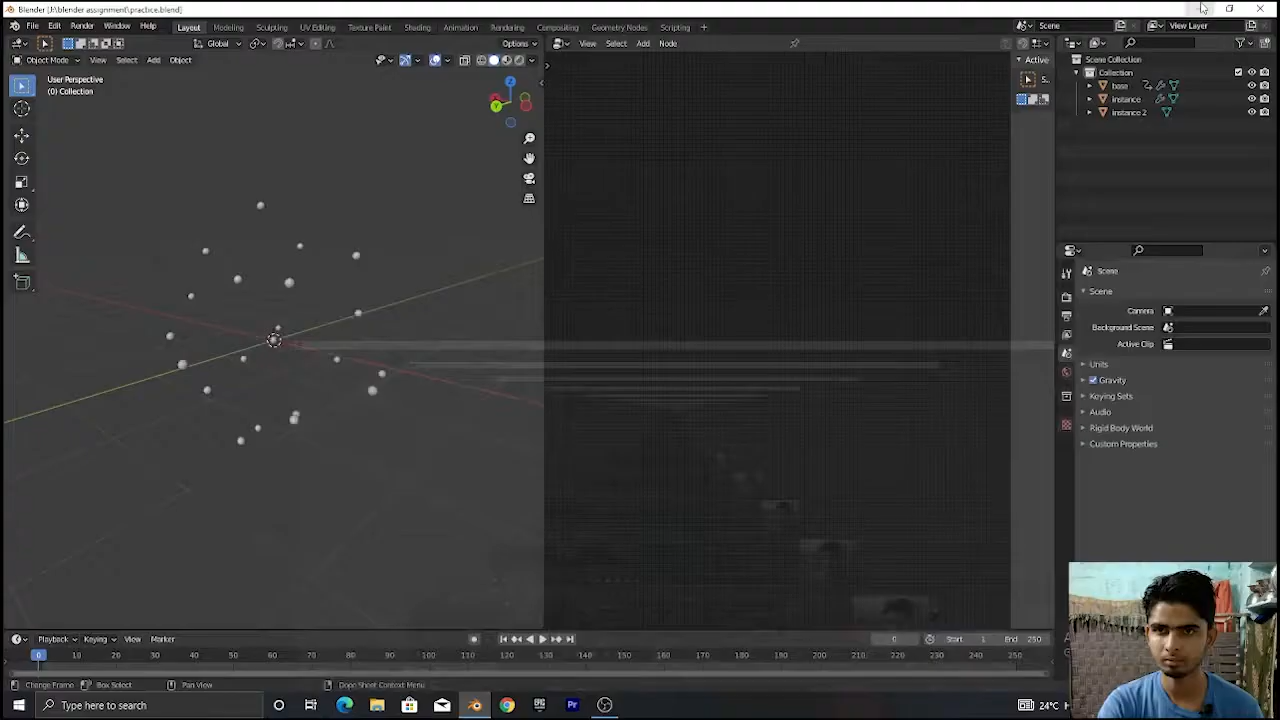 Blender [J:\blender assignment\practice.blend]
File Edit Render Window Help
Layout Modeling Sculpting UV Editing Texture Paint Shading Animation Rendering Compositing Geometry Nodes Scripting +
Scene
View Layer
Global
Options
View Select Add Node
Object Mode View Select Add Object
User Perspective
(0) Collection
Z
Y
Active
S..
Scene Collection
Collection
base
instance
instance 2
Scene
Scene
Camera
Background Scene
Active Clip
Units
Gravity
Keying Sets
Audio
Rigid Body World
Custom Properties
Playback Keying View Marker
0
Start 1 End 250
0 10 20 30 40 50 60 70 80 90 100 110 120 130 140 150 160 170 180 190 200 210 220 230 240 250
Change Frame Box Select Pan View Dope Sheet Context Menu
Type here to search
EPIC
Pr
24°C